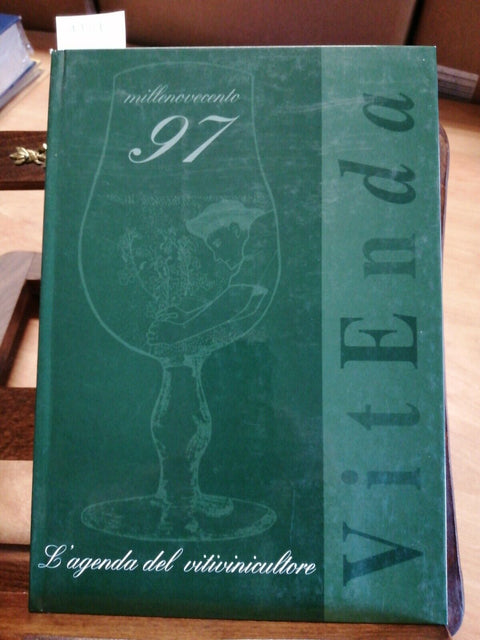 millenovecento
97
VitEnda
L'agenda del vitivinicultore